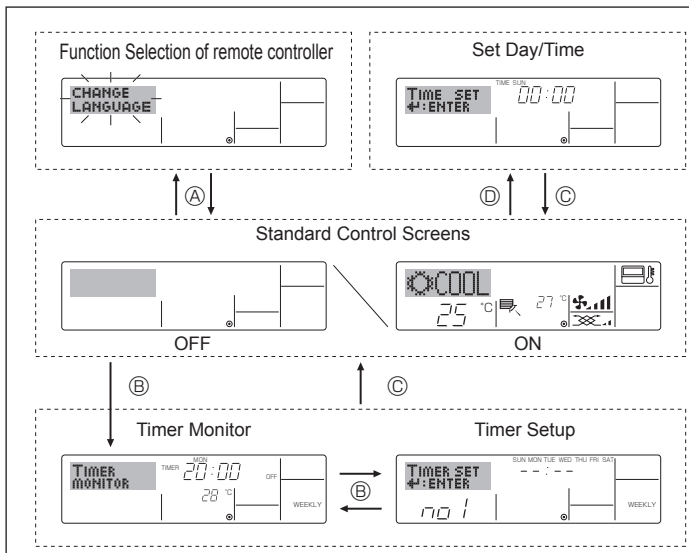 Function Selection of remote controller
CHANGE
LANGUAGE
Set Day/Time
TIME SUN
TIME SET
↵:ENTER
00:00
Ⓐ
Ⓓ
Ⓒ
Standard Control Screens
OFF
COOL
25 °C
27 °C
ON
Ⓑ
Ⓒ
Timer Monitor
TIMER
MONITOR
MON
TIMER 20:00 OFF
28 °C
WEEKLY
Ⓑ
Timer Setup
SUN MON TUE WED THU FRI SAT
TIMER SET
↵:ENTER
--:--
no 1
WEEKLY